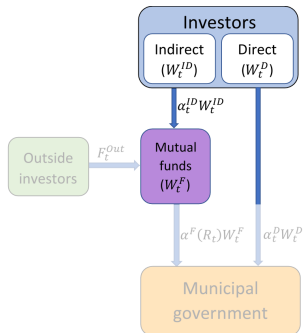 Investors
Indirect Direct
(W_t^{ID}) (W_t^D)
α_t^{ID}W_t^{ID}
Outside
investors
F_t^{Out}
Mutual
funds
(W_t^F)
α^F(R_t)W_t^F α_t^DW_t^D
Municipal
government